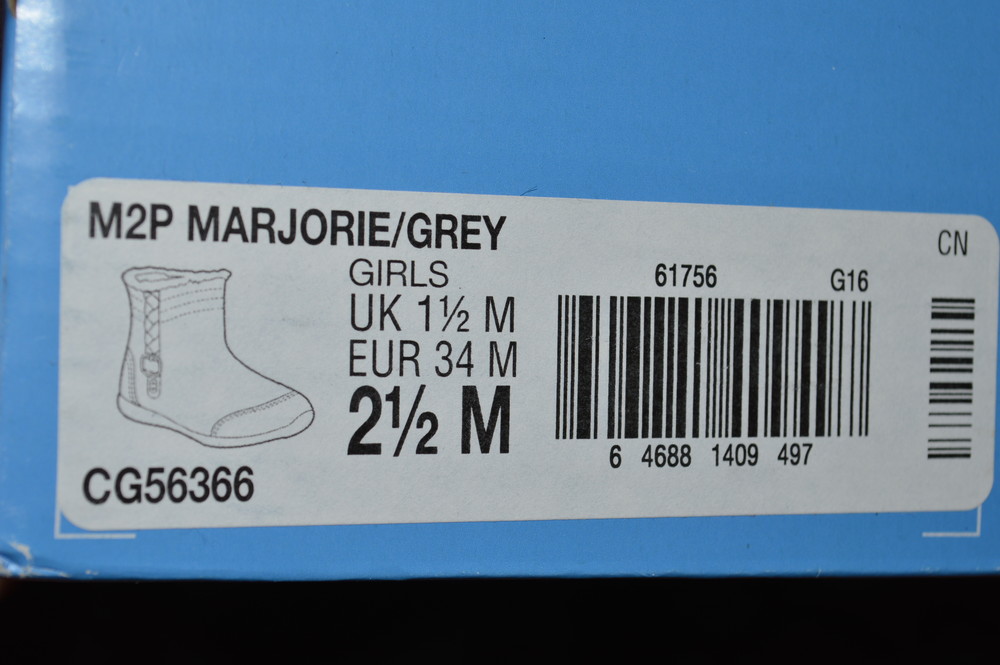 M2P MARJORIE/GREY
CN
GIRLS
61756 G16
UK 1½ M
EUR 34 M
2½ M
6 4688 1409 497
CG56366